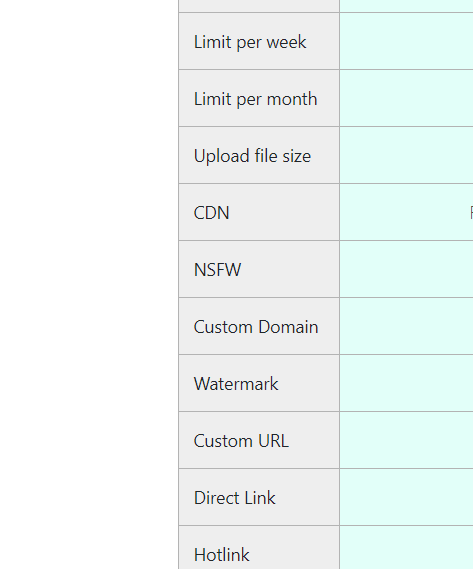 Limit per week
Limit per month
Upload file size
CDN
NSFW
Custom Domain
Watermark
Custom URL
Direct Link
Hotlink